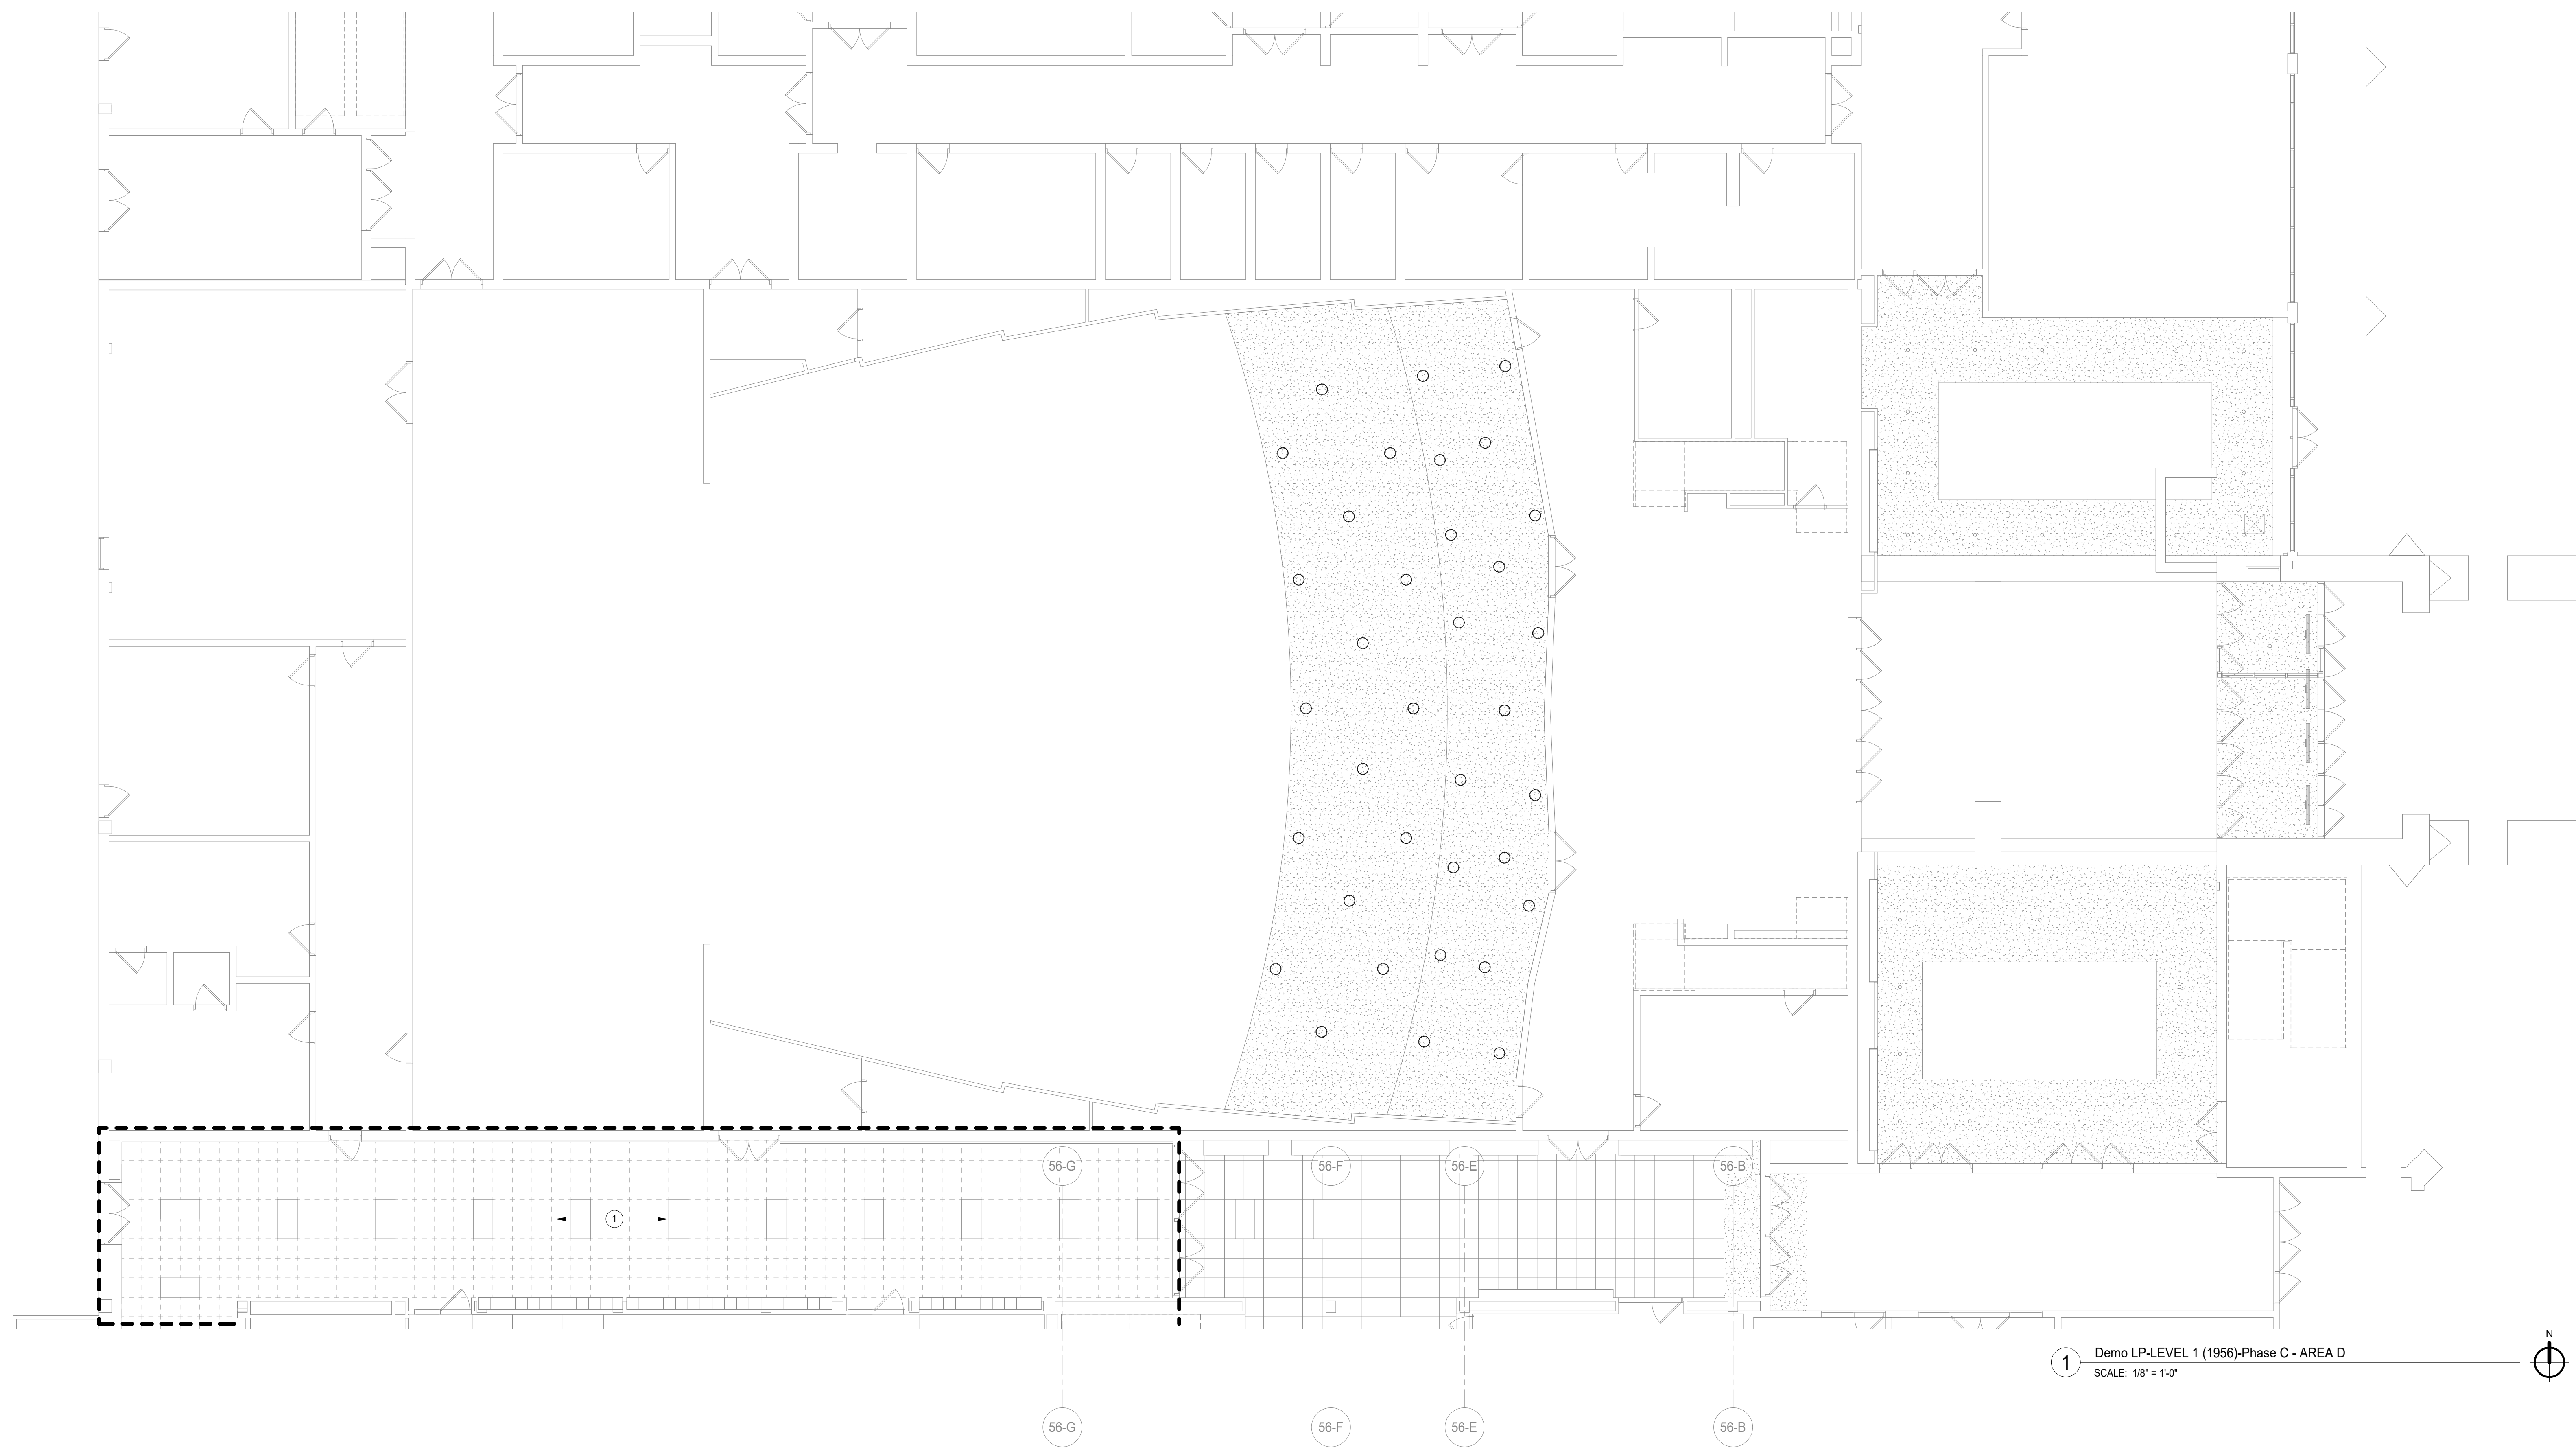 56-G
56-F
56-E
56-B
1
N
1
Demo LP-LEVEL 1 (1956)-Phase C - AREA D
SCALE: 1/8" = 1'-0"
56-G
56-F
56-E
56-B